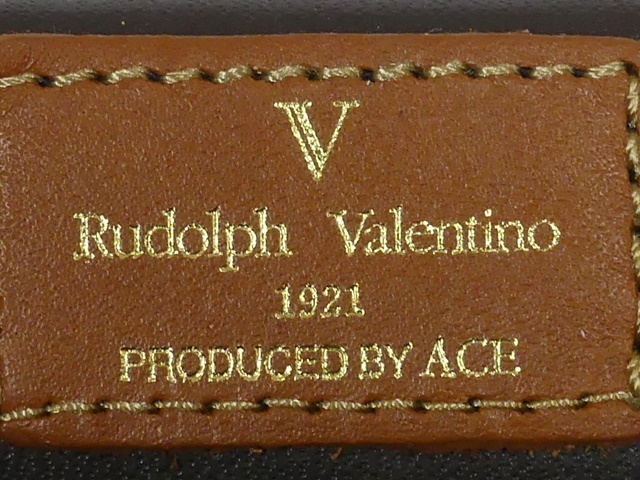 V
Rudolph Valentino
1921
PRODUCED BY ACE